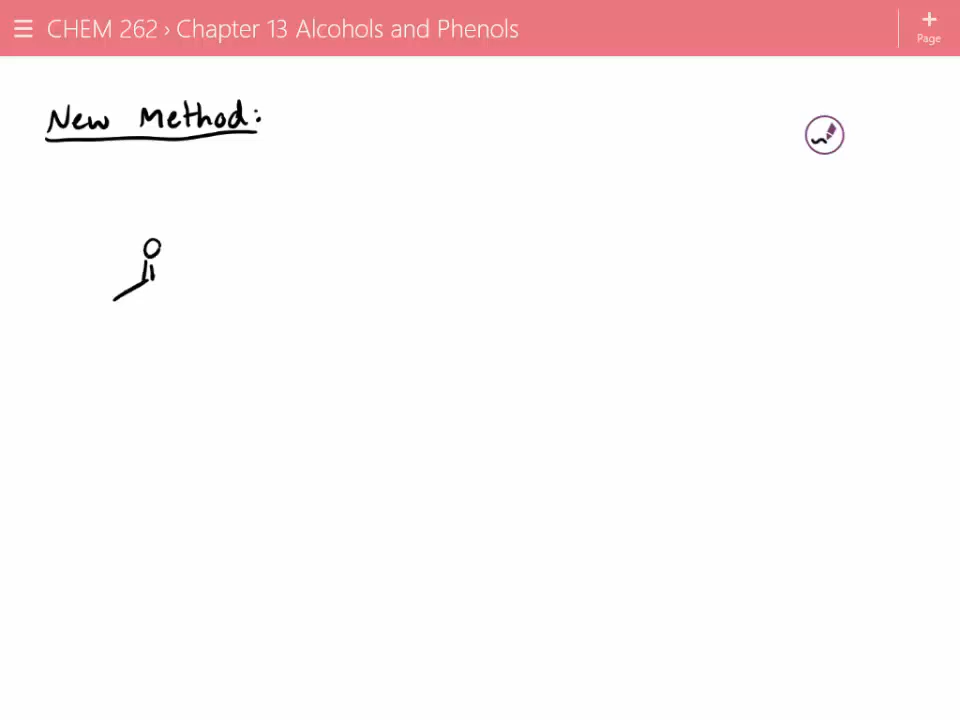 CHEM 262 › Chapter 13 Alcohols and Phenols
+
Page
New Method:
O